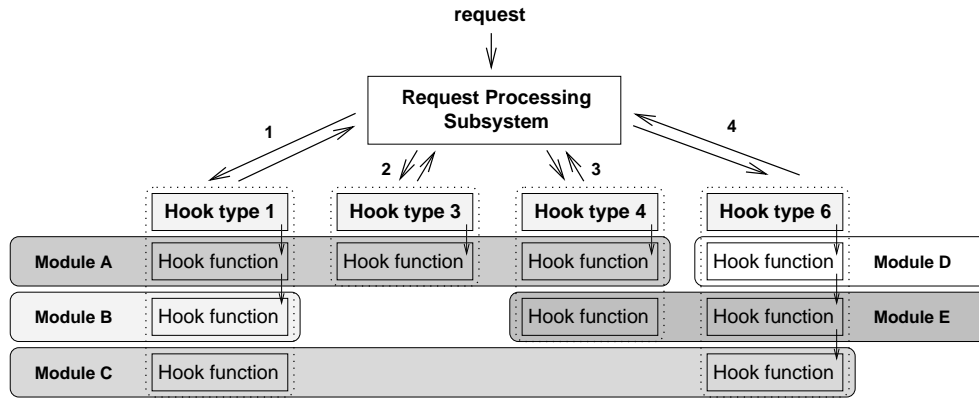 request
Request Processing
Subsystem
1
2
3
4
Hook type 1
Hook type 3
Hook type 4
Hook type 6
Module A
Hook function
Hook function
Hook function
Hook function
Module D
Module B
Hook function
Hook function
Hook function
Module E
Module C
Hook function
Hook function